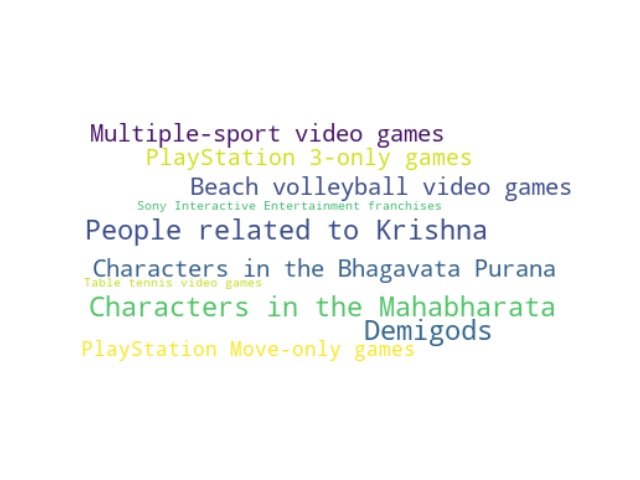 Multiple-sport video games
PlayStation 3-only games
Beach volleyball video games
Sony Interactive Entertainment franchises
People related to Krishna
Characters in the Bhagavata Purana
Table tennis video games
Characters in the Mahabharata
Demigods
PlayStation Move-only games